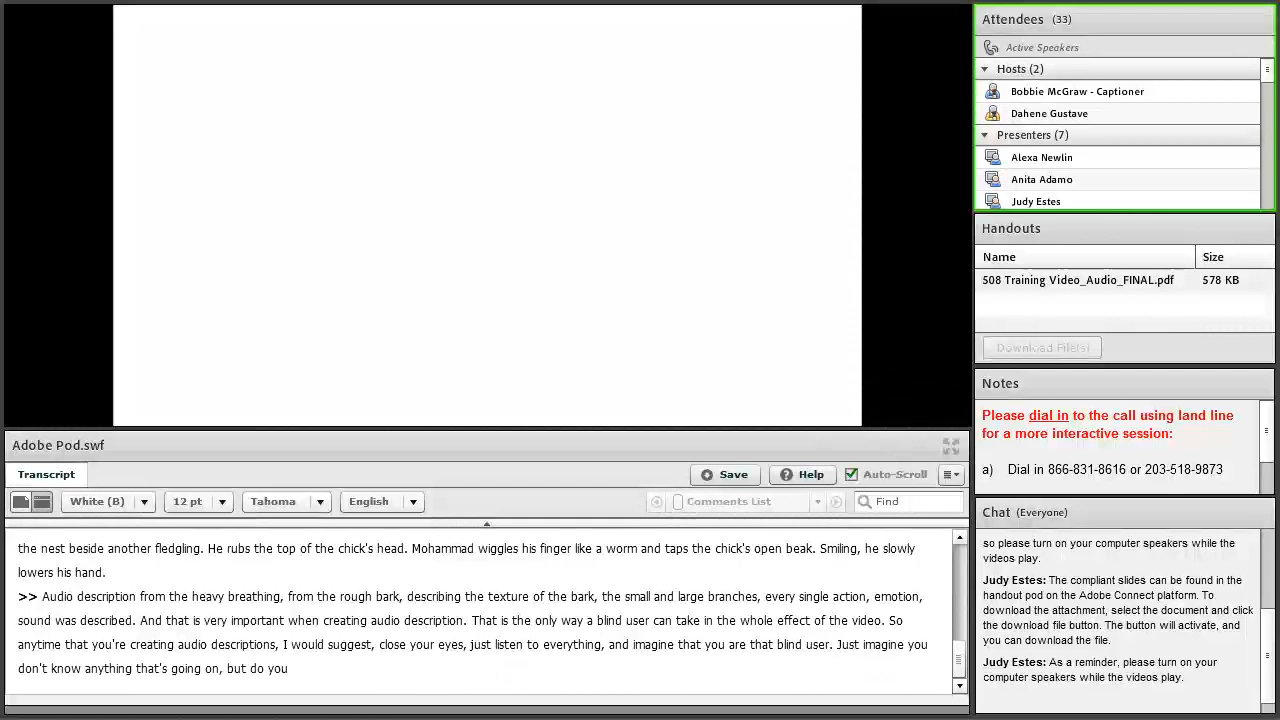 Attendees (33)
Active Speakers
Hosts (2)
Bobbie McGraw - Captioner
Dahene Gustave
Presenters (7)
Alexa Newlin
Anita Adamo
Judy Estes
Handouts
Name Size
508 Training Video_Audio_FINAL.pdf 578 KB
Download File(s)
Notes
Please dial in to the call using land line
for a more interactive session:
a) Dial in 866-831-8616 or 203-518-9873
Chat (Everyone)
so please turn on your computer speakers while the
videos play.
Judy Estes: The compliant slides can be found in the
handout pod on the Adobe Connect platform. To
download the attachment, select the document and click
the download file button. The button will activate, and
you can download the file.
Judy Estes: As a reminder, please turn on your
computer speakers while the videos play.
Adobe Pod.swf
Transcript Save Help Auto-Scroll
White (B) 12 pt Tahoma English Comments List Find
the nest beside another fledgling. He rubs the top of the chick's head. Mohammad wiggles his finger like a worm and taps the chick's open beak. Smiling, he slowly
lowers his hand.
>> Audio description from the heavy breathing, from the rough bark, describing the texture of the bark, the small and large branches, every single action, emotion,
sound was described. And that is very important when creating audio description. That is the only way a blind user can take in the whole effect of the video. So
anytime that you're creating audio descriptions, I would suggest, close your eyes, just listen to everything, and imagine that you are that blind user. Just imagine you
don't know anything that's going on, but do you